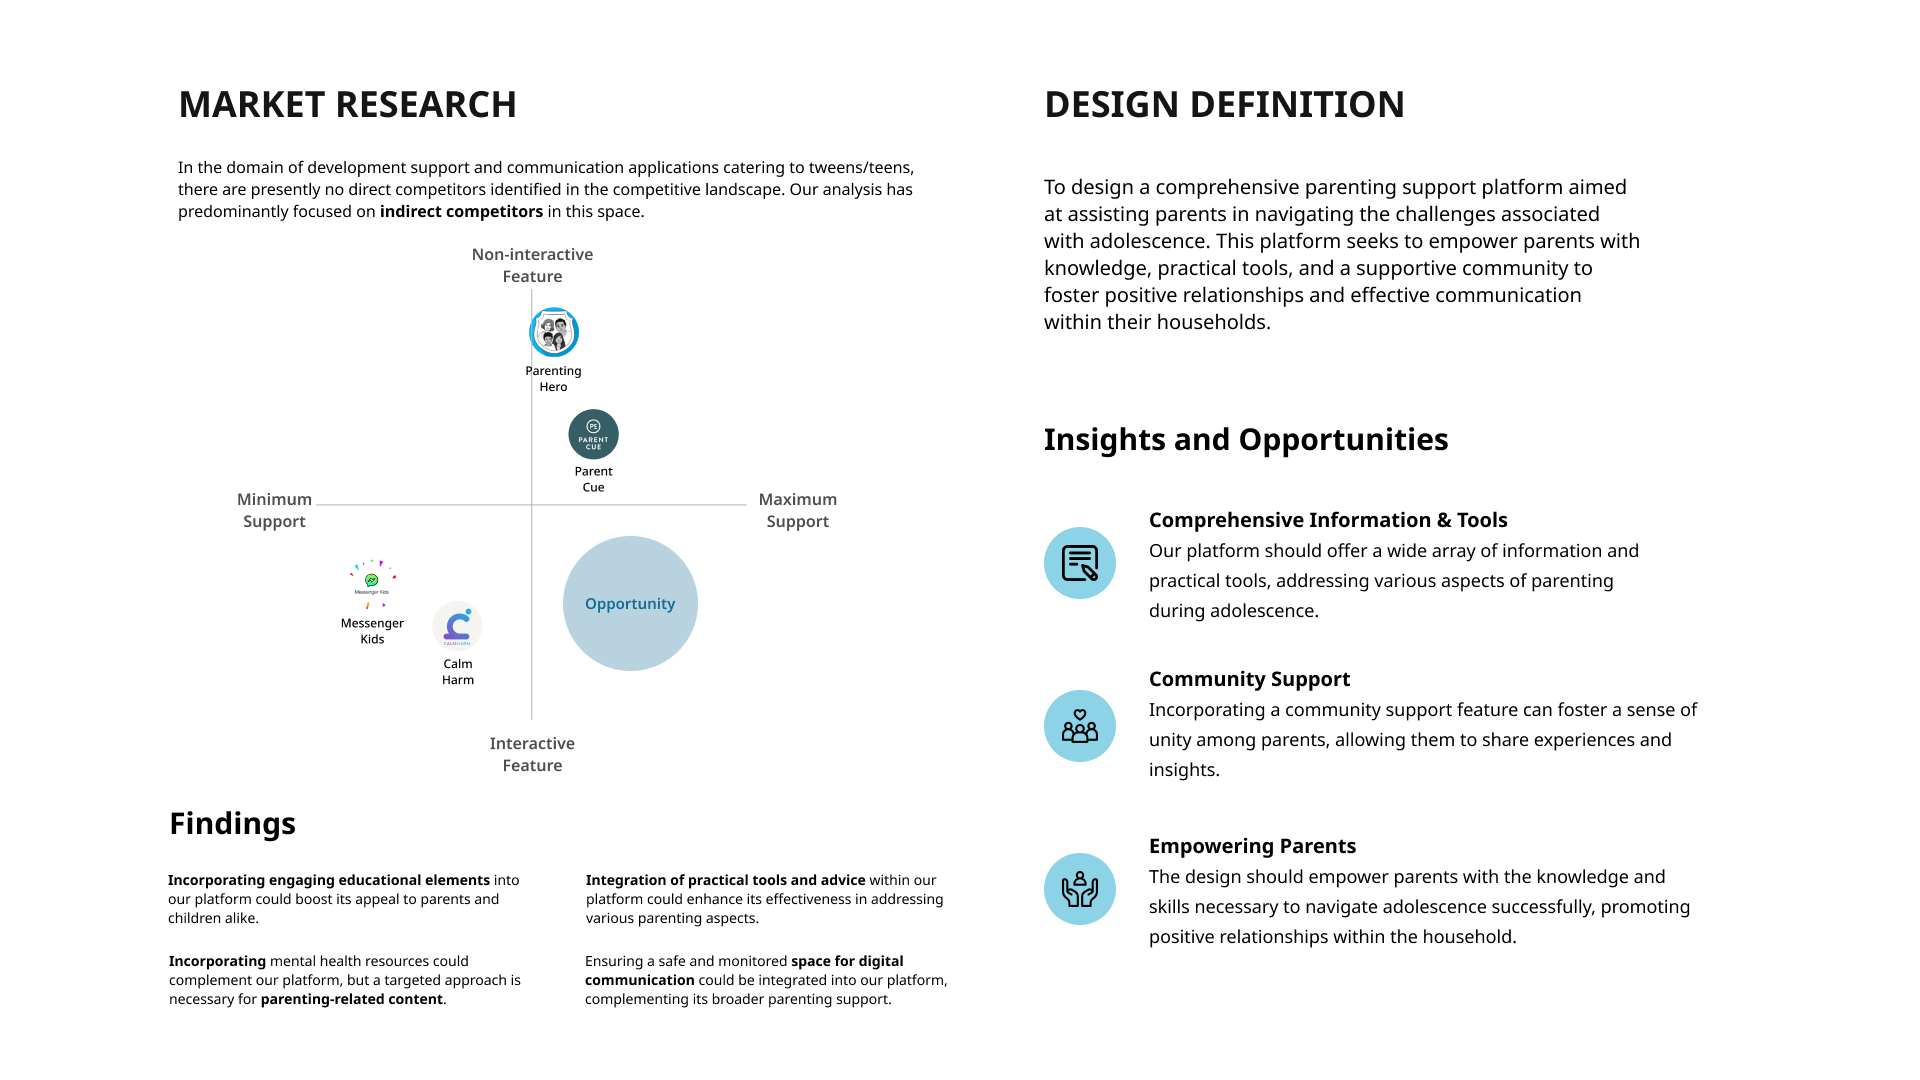 MARKET RESEARCH
In the domain of development support and communication applications catering to tweens/teens,
there are presently no direct competitors identified in the competitive landscape. Our analysis has
predominantly focused on indirect competitors in this space.
Non-interactive
Feature
Parenting
Hero
PS
PARENT
CUE
Parent
Cue
Minimum
Support
Maximum
Support
Messenger Kids
Messenger
Kids
CALM HARM
Calm
Harm
Opportunity
Interactive
Feature
Findings
Incorporating engaging educational elements into
our platform could boost its appeal to parents and
children alike.
Integration of practical tools and advice within our
platform could enhance its effectiveness in addressing
various parenting aspects.
Incorporating mental health resources could
complement our platform, but a targeted approach is
necessary for parenting-related content.
Ensuring a safe and monitored space for digital
communication could be integrated into our platform,
complementing its broader parenting support.
DESIGN DEFINITION
To design a comprehensive parenting support platform aimed
at assisting parents in navigating the challenges associated
with adolescence. This platform seeks to empower parents with
knowledge, practical tools, and a supportive community to
foster positive relationships and effective communication
within their households.
Insights and Opportunities
Comprehensive Information & Tools
Our platform should offer a wide array of information and
practical tools, addressing various aspects of parenting
during adolescence.
Community Support
Incorporating a community support feature can foster a sense of
unity among parents, allowing them to share experiences and
insights.
Empowering Parents
The design should empower parents with the knowledge and
skills necessary to navigate adolescence successfully, promoting
positive relationships within the household.